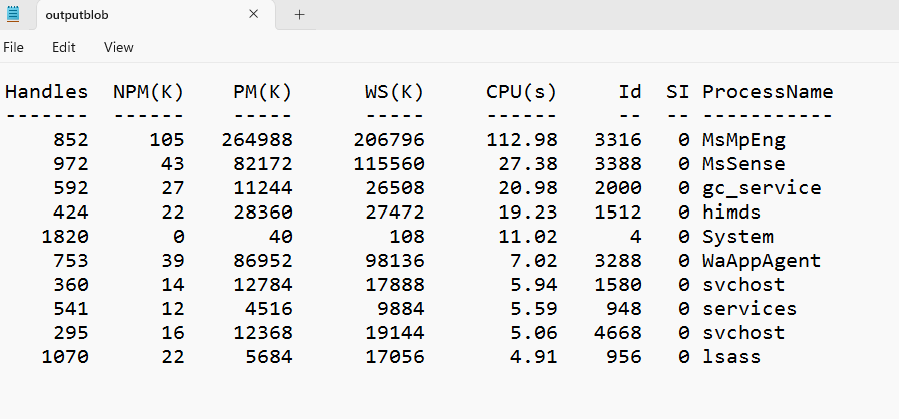 outputblob
File Edit View
Handles  NPM(K)    PM(K)      WS(K)     CPU(s)     Id  SI ProcessName
-------  ------    -----      -----     ------     --  -- -----------
    852     105   264988     206796     112.98   3316   0 MsMpEng
    972      43    82172     115560      27.38   3388   0 MsSense
    592      27    11244      26508      20.98   2000   0 gc_service
    424      22    28360      27472      19.23   1512   0 himds
   1820       0       40        108      11.02      4   0 System
    753      39    86952      98136       7.02   3288   0 WaAppAgent
    360      14    12784      17888       5.94   1580   0 svchost
    541      12     4516       9884       5.59    948   0 services
    295      16    12368      19144       5.06   4668   0 svchost
   1070      22     5684      17056       4.91    956   0 lsass